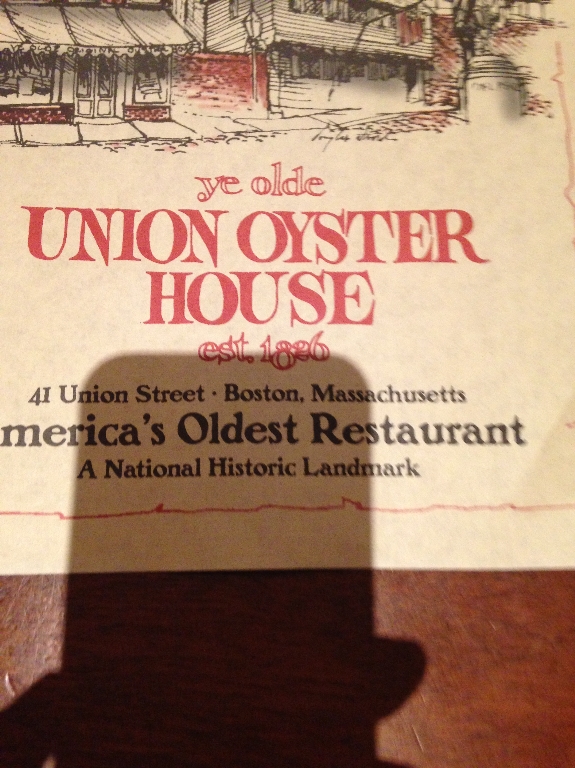 ye olde
UNION OYSTER
HOUSE
est. 1826
41 Union Street · Boston, Massachusetts
merica's Oldest Restaurant
A National Historic Landmark